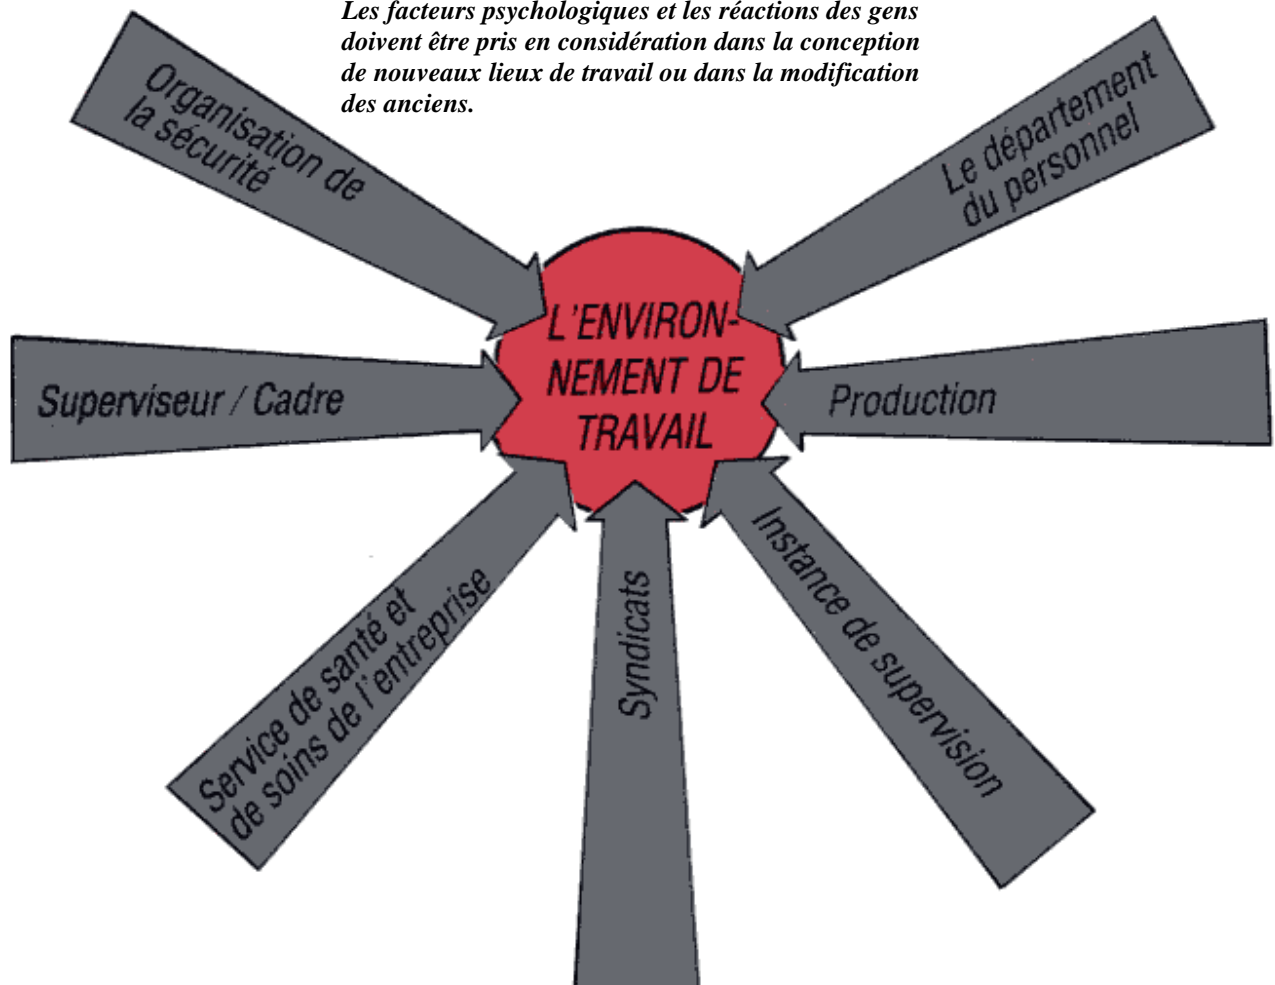 Les facteurs psychologiques et les réactions des gens
doivent être pris en considération dans la conception
de nouveaux lieux de travail ou dans la modification
des anciens.
Organisation de
la sécurité
Le département
du personnel
L'ENVIRON-
NEMENT DE
TRAVAIL
Superviseur / Cadre
Production
Service de santé et
de soins de l'entreprise
Syndicats
Instance de supervision